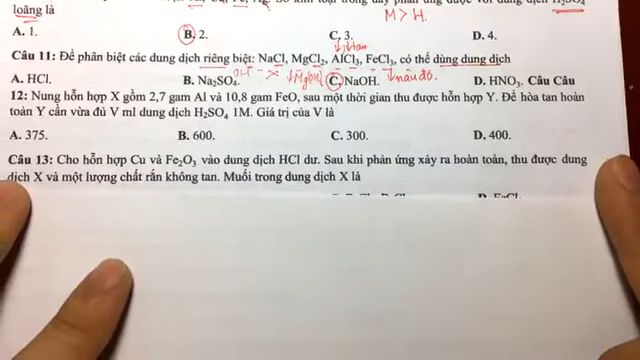 loãng là
M > H.
A. 1.
B. 2.
C. 3.
D. 4.
↓, ↓tan
Câu 11: Để phân biệt các dung dịch riêng biệt: NaCl, MgCl₂, AlCl₃, FeCl₃, có thể dùng dung dịch
OH⁻ - x ↓ ↓nâu đỏ.
A. HCl.
B. Na₂SO₄.
C. NaOH.
D. HNO₃. Câu Câu
12: Nung hỗn hợp X gồm 2,7 gam Al và 10,8 gam FeO, sau một thời gian thu được hỗn hợp Y. Để hòa tan hoàn
toàn Y cần vừa đủ V ml dung dịch H₂SO₄ 1M. Giá trị của V là
A. 375.
B. 600.
C. 300.
D. 400.
Câu 13: Cho hỗn hợp Cu và Fe₂O₃ vào dung dịch HCl dư. Sau khi phản ứng xảy ra hoàn toàn, thu được dung
dịch X và một lượng chất rắn không tan. Muối trong dung dịch X là